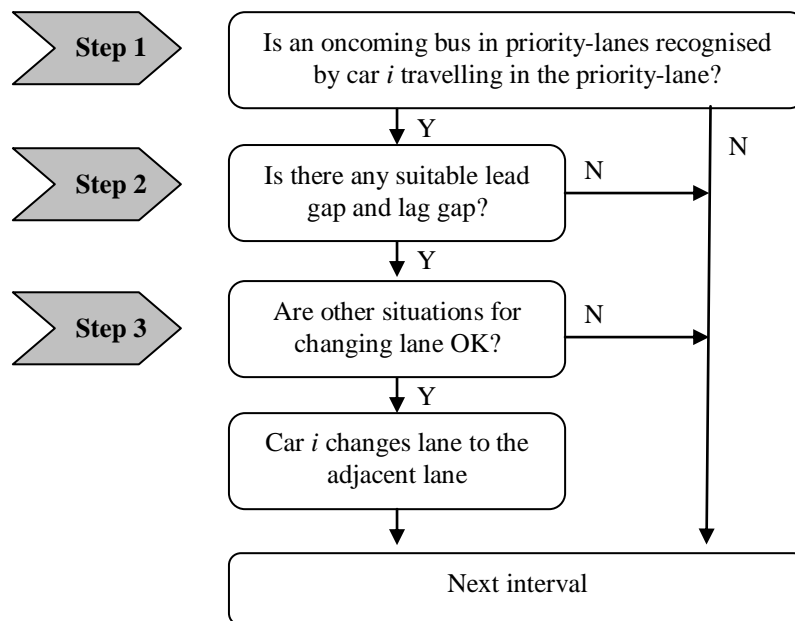 Step 1
Is an oncoming bus in priority-lanes recognised
by car i travelling in the priority-lane?
Y
N
Step 2
Is there any suitable lead
gap and lag gap?
N
Y
Step 3
Are other situations for
changing lane OK?
N
Y
Car i changes lane to the
adjacent lane
Next interval